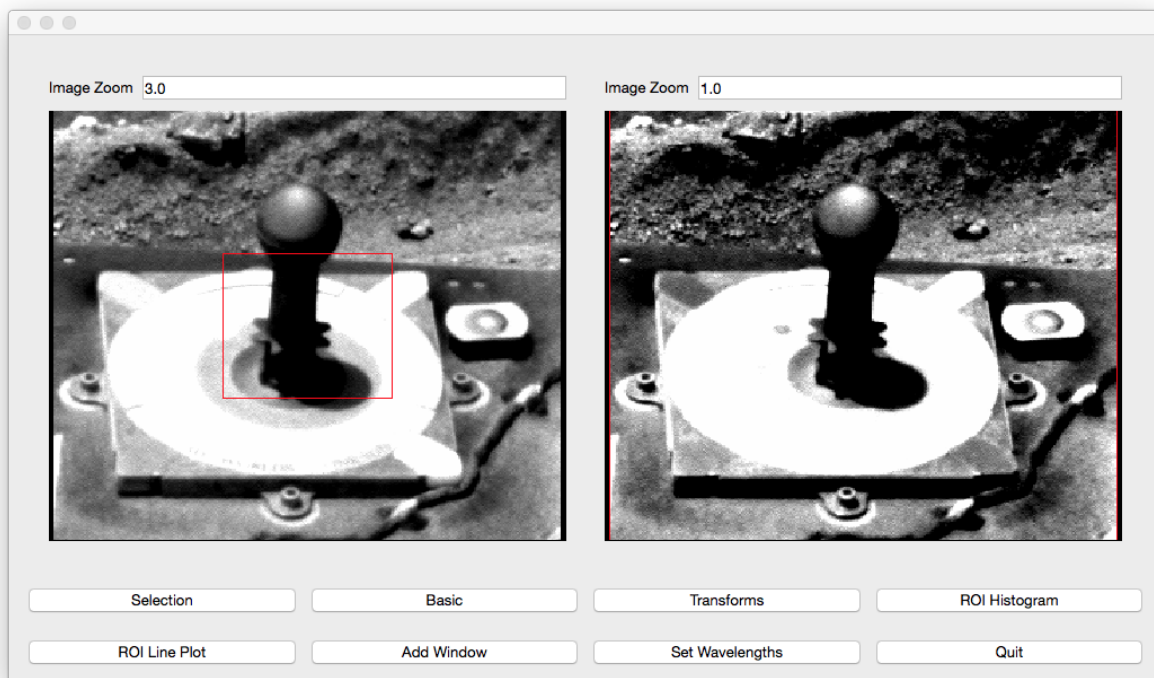 Image Zoom 3.0 Image Zoom 1.0
Selection Basic Transforms ROI Histogram
ROI Line Plot Add Window Set Wavelengths Quit